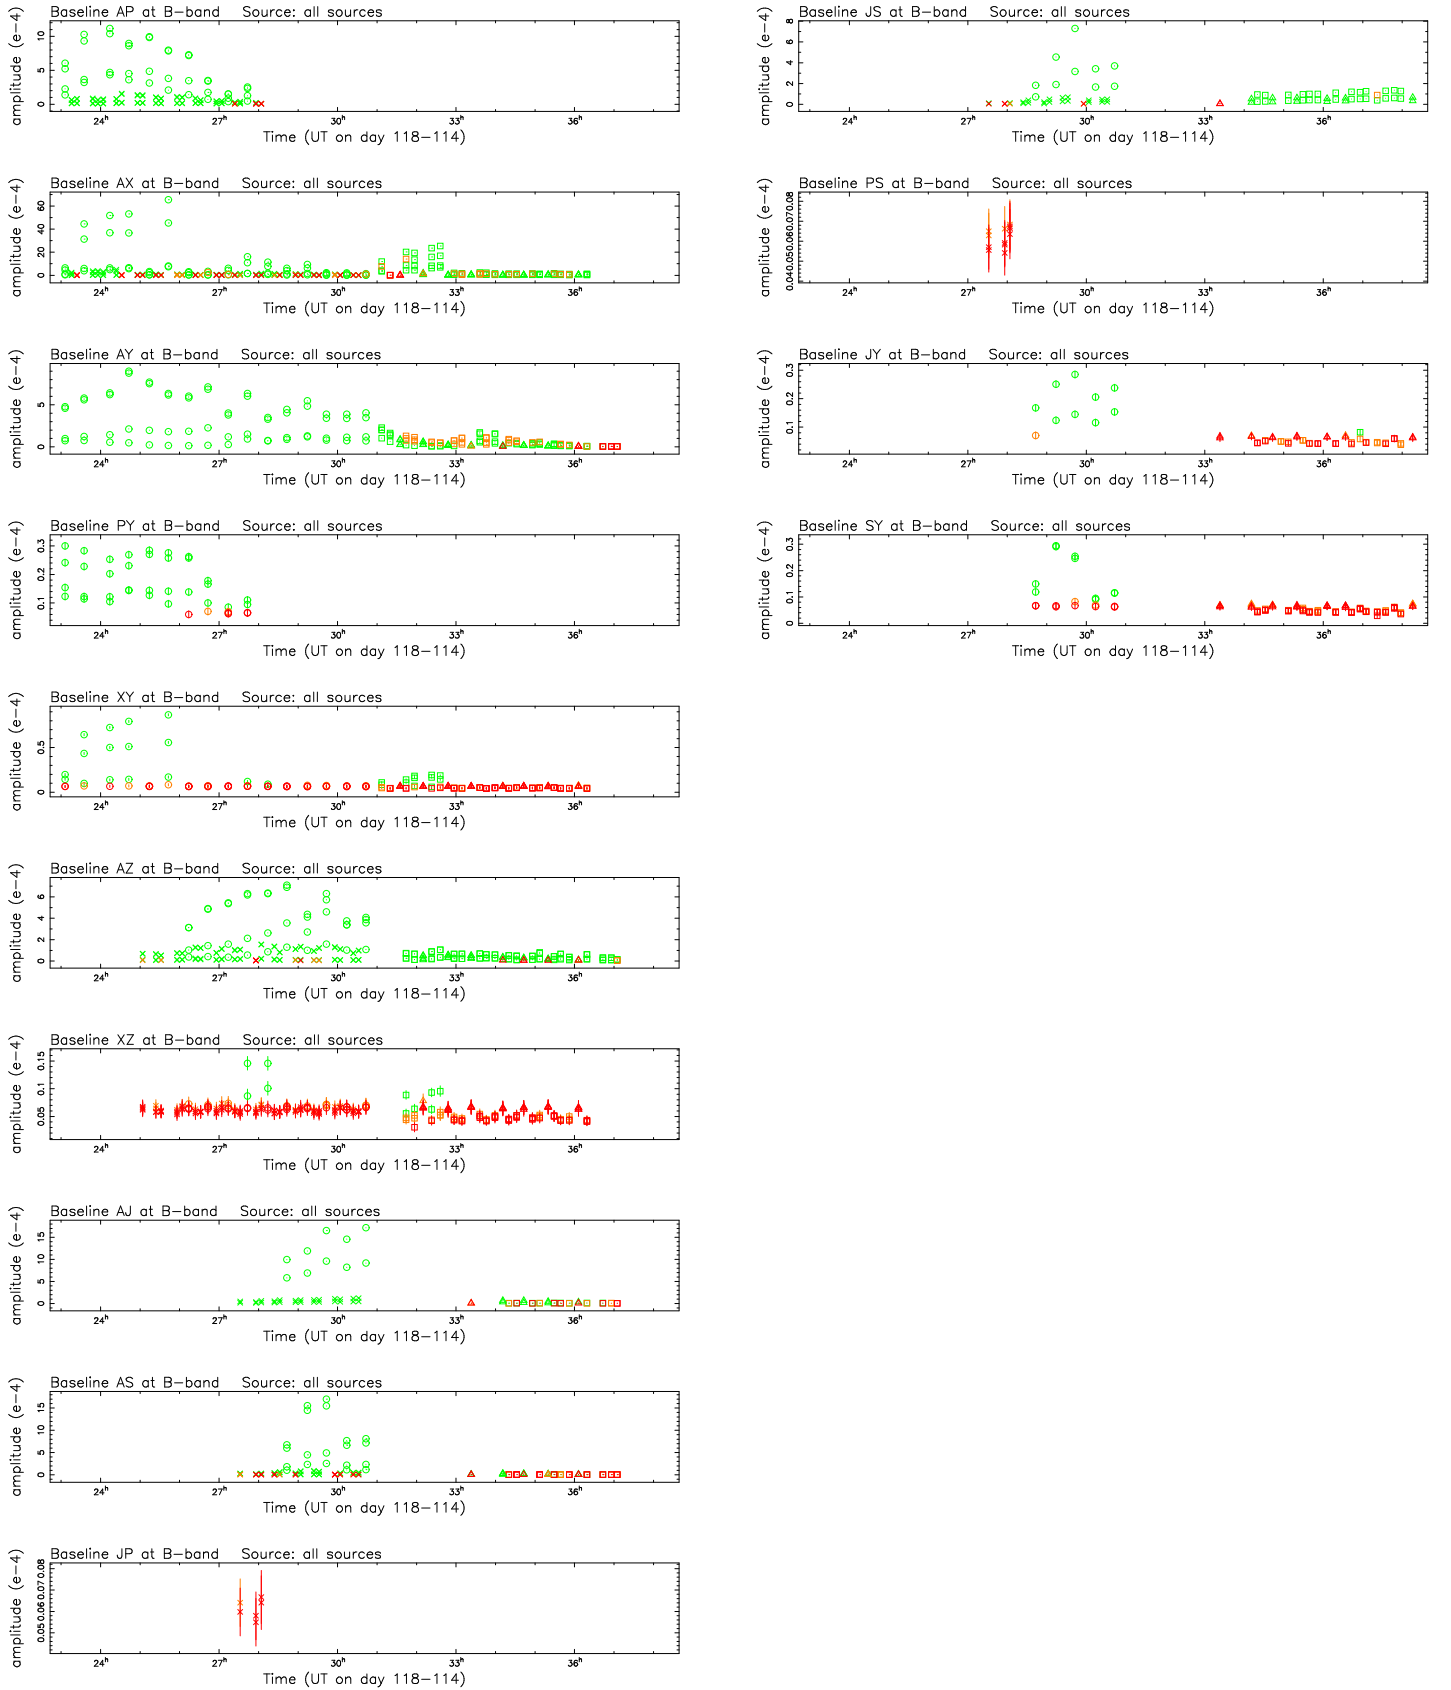 Baseline AP at B-band Source: all sources
amplitude (e-4)
0 5 10
24h 27h 30h 33h 36h
Time (UT on day 118-114)
Baseline AX at B-band Source: all sources
amplitude (e-4)
0 20 40 60
24h 27h 30h 33h 36h
Time (UT on day 118-114)
Baseline AY at B-band Source: all sources
amplitude (e-4)
0 5
24h 27h 30h 33h 36h
Time (UT on day 118-114)
Baseline PY at B-band Source: all sources
amplitude (e-4)
0.1 0.2 0.3
24h 27h 30h 33h 36h
Time (UT on day 118-114)
Baseline XY at B-band Source: all sources
amplitude (e-4)
0 0.5
24h 27h 30h 33h 36h
Time (UT on day 118-114)
Baseline AZ at B-band Source: all sources
amplitude (e-4)
0 2 4 6
24h 27h 30h 33h 36h
Time (UT on day 118-114)
Baseline XZ at B-band Source: all sources
amplitude (e-4)
0.05 0.1 0.15
24h 27h 30h 33h 36h
Time (UT on day 118-114)
Baseline AJ at B-band Source: all sources
amplitude (e-4)
0 5 10 15
24h 27h 30h 33h 36h
Time (UT on day 118-114)
Baseline AS at B-band Source: all sources
amplitude (e-4)
0 5 10 15
24h 27h 30h 33h 36h
Time (UT on day 118-114)
Baseline JP at B-band Source: all sources
amplitude (e-4)
0.05 0.06 0.07 0.08
24h 27h 30h 33h 36h
Time (UT on day 118-114)
Baseline JS at B-band Source: all sources
amplitude (e-4)
0 2 4 6 8
24h 27h 30h 33h 36h
Time (UT on day 118-114)
Baseline PS at B-band Source: all sources
amplitude (e-4)
0.04 0.05 0.06 0.07 0.08
24h 27h 30h 33h 36h
Time (UT on day 118-114)
Baseline JY at B-band Source: all sources
amplitude (e-4)
0.1 0.2 0.3
24h 27h 30h 33h 36h
Time (UT on day 118-114)
Baseline SY at B-band Source: all sources
amplitude (e-4)
0 0.1 0.2 0.3
24h 27h 30h 33h 36h
Time (UT on day 118-114)